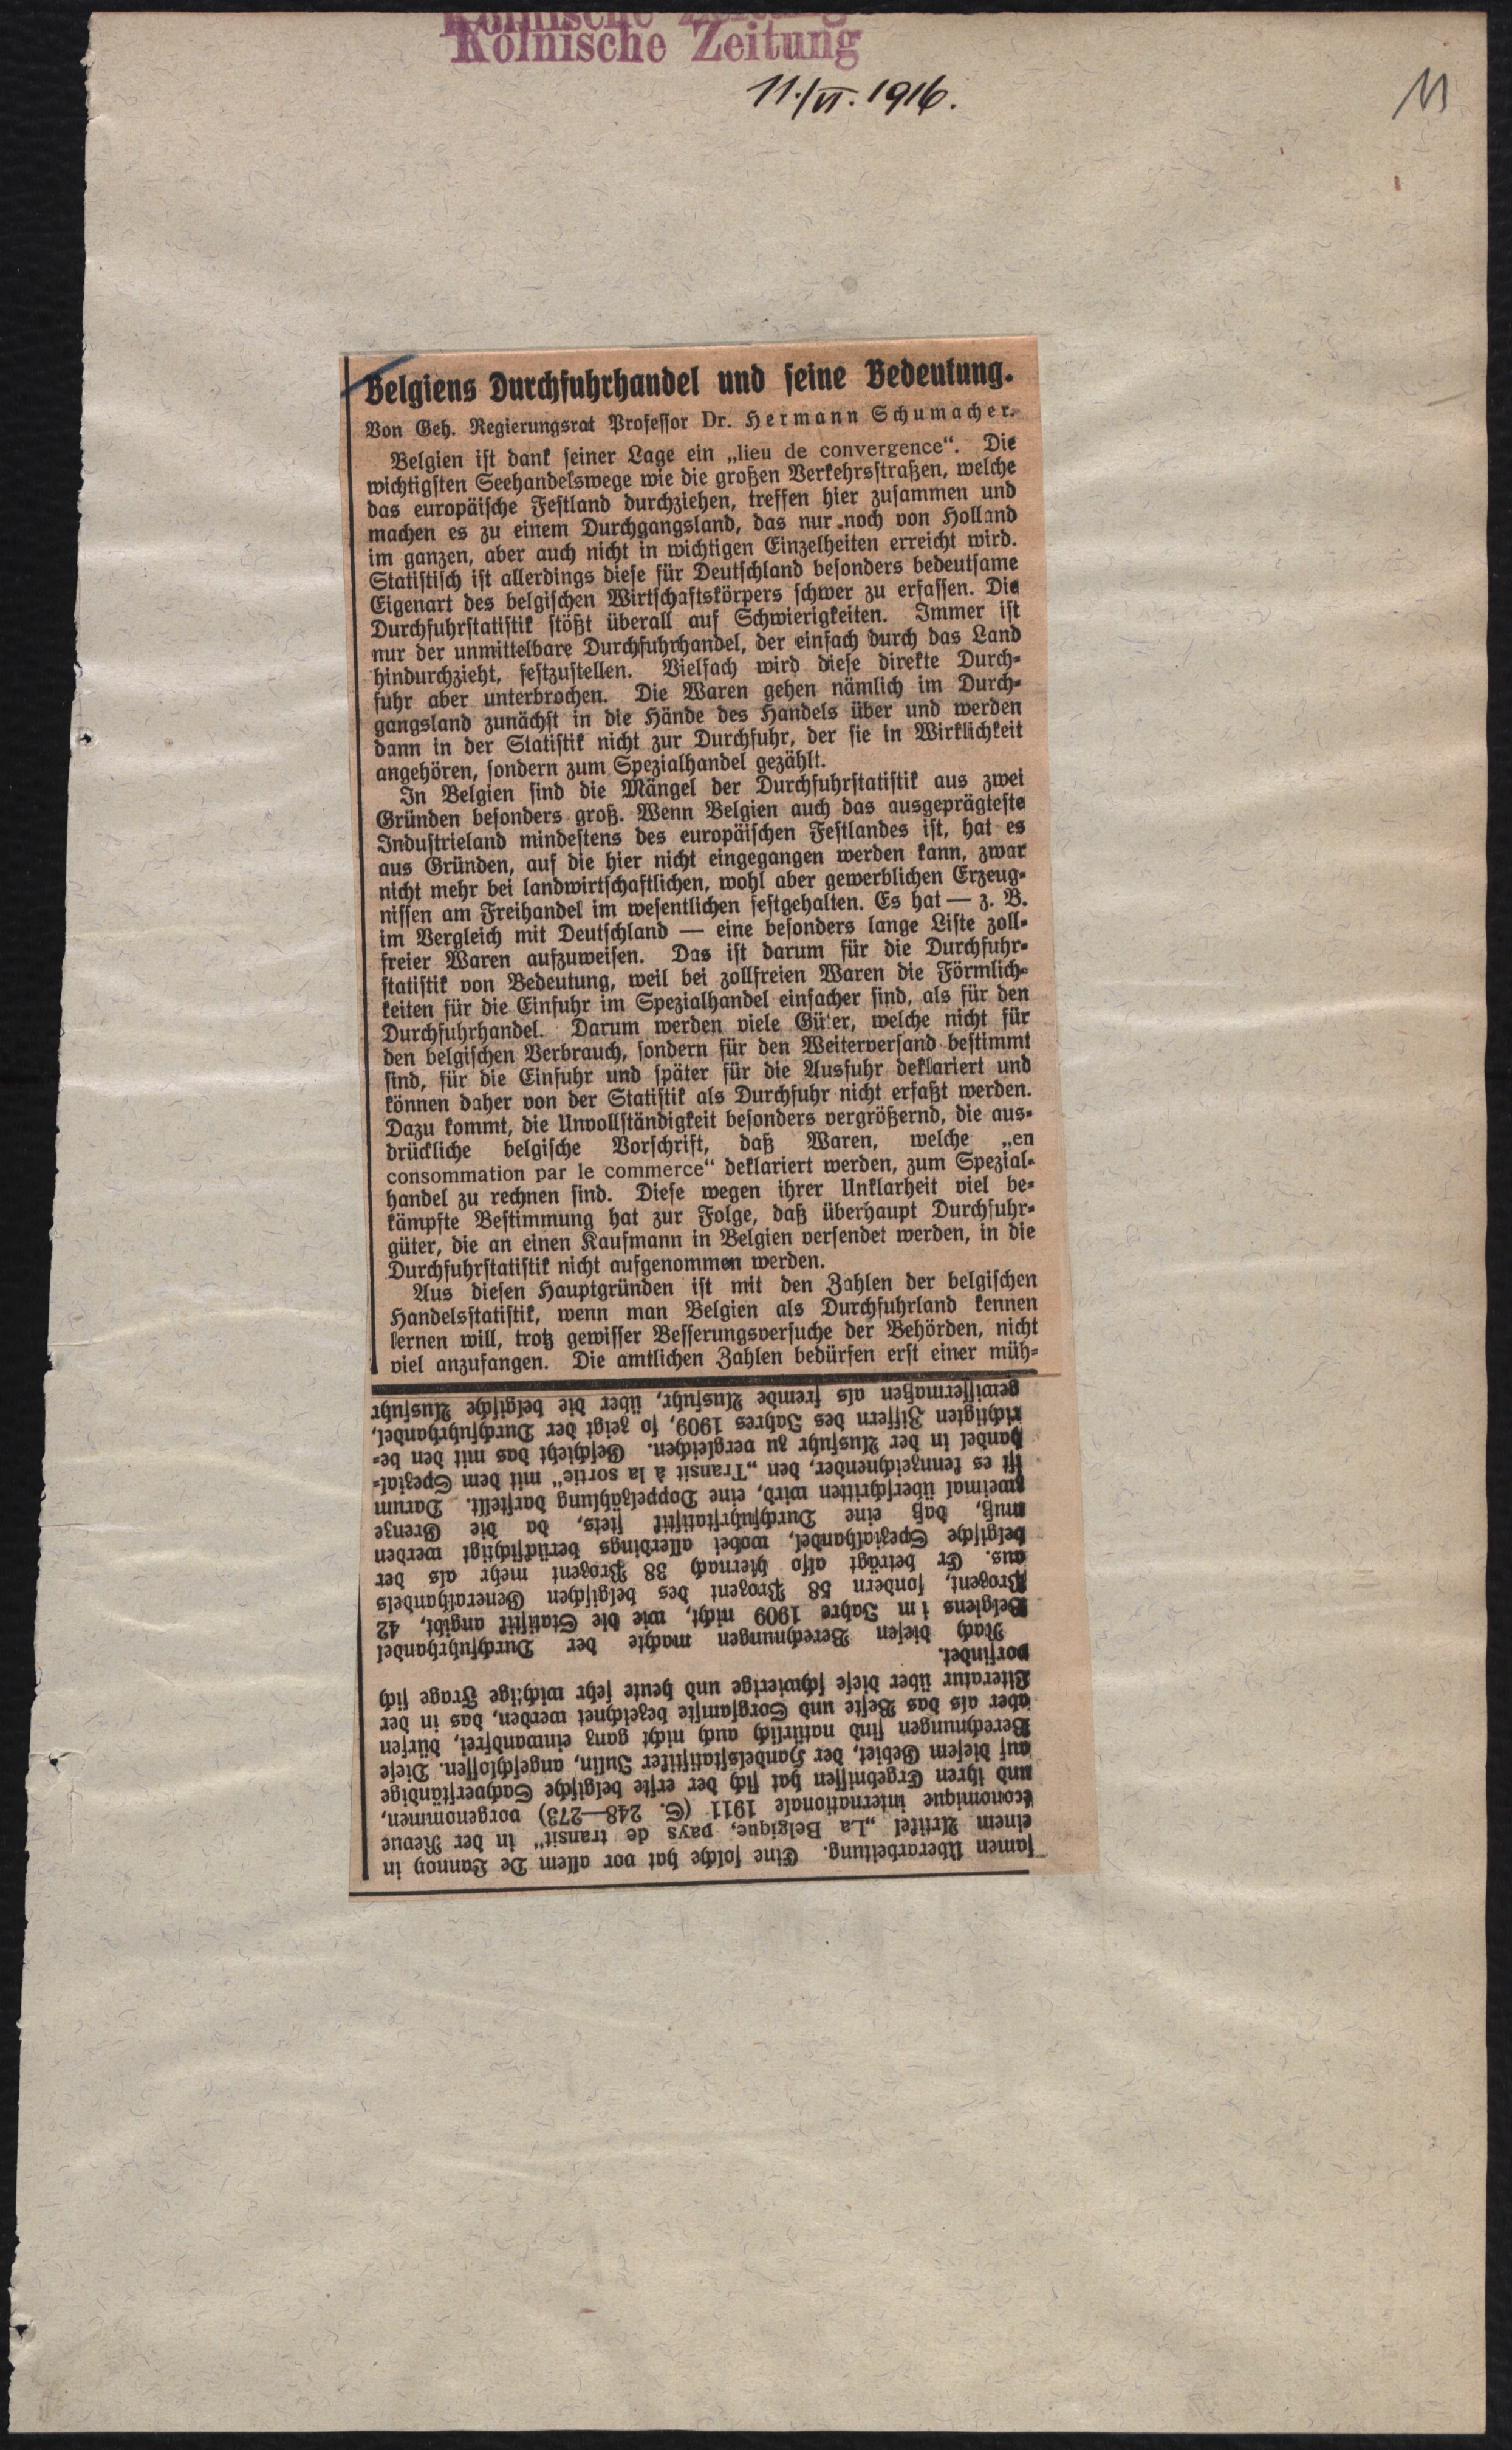 Kölnische Zeitung
Kölnische Zeitung
11./VI. 1916.
11
Belgiens Durchfuhrhandel und seine Bedeutung.
Von Geh. Regierungsrat Professor Dr. Hermann Schumacher.
Belgien ist dank seiner Lage ein „lieu de convergence“. Die
wichtigsten Seehandelswege wie die großen Verkehrsstraßen, welche
das europäische Festland durchziehen, treffen hier zusammen und
machen es zu einem Durchgangsland, das nur noch von Holland
im ganzen, aber auch nicht in wichtigen Einzelheiten erreicht wird.
Statistisch ist allerdings diese für Deutschland besonders bedeutsame
Eigenart des belgischen Wirtschaftskörpers schwer zu erfassen. Die
Durchfuhrstatistik stößt überall auf Schwierigkeiten. Immer ist
nur der unmittelbare Durchfuhrhandel, der einfach durch das Land
hindurchzieht, festzustellen. Vielfach wird diese direkte Durch-
fuhr aber unterbrochen. Die Waren gehen nämlich im Durch-
gangsland zunächst in die Hände des Handels über und werden
dann in der Statistik nicht zur Durchfuhr, der sie in Wirklichkeit
angehören, sondern zum Spezialhandel gezählt.
In Belgien sind die Mängel der Durchfuhrstatistik aus zwei
Gründen besonders groß. Wenn Belgien auch das ausgeprägteste
Industrieland mindestens des europäischen Festlandes ist, hat es
aus Gründen, auf die hier nicht eingegangen werden kann, zwar
nicht mehr bei landwirtschaftlichen, wohl aber gewerblichen Erzeug-
nissen am Freihandel im wesentlichen festgehalten. Es hat — z. B.
im Vergleich mit Deutschland — eine besonders lange Liste zoll-
freier Waren aufzuweisen. Das ist darum für die Durchfuhr-
statistik von Bedeutung, weil bei zollfreien Waren die Förmlich-
keiten für die Einfuhr im Spezialhandel einfacher sind, als für den
Durchfuhrhandel. Darum werden viele Güter, welche nicht für
den belgischen Verbrauch, sondern für den Weiterversand bestimmt
sind, für die Einfuhr und später für die Ausfuhr deklariert und
können daher von der Statistik als Durchfuhr nicht erfaßt werden.
Dazu kommt, die Unvollständigkeit besonders vergrößernd, die aus-
drückliche belgische Vorschrift, daß Waren, welche „en
consommation par le commerce“ deklariert werden, zum Spezial-
handel zu rechnen sind. Diese wegen ihrer Unklarheit viel be-
kämpfte Bestimmung hat zur Folge, daß überhaupt Durchfuhr-
güter, die an einen Kaufmann in Belgien versendet werden, in die
Durchfuhrstatistik nicht aufgenommen werden.
Aus diesen Hauptgründen ist mit den Zahlen der belgischen
Handelsstatistik, wenn man Belgien als Durchfuhrland kennen
lernen will, trotz gewisser Besserungsversuche der Behörden, nicht
viel anzufangen. Die amtlichen Zahlen bedürfen erst einer müh-
samen Überarbeitung. Eine solche hat vor allem De Lannoy in
einem Artikel „La Belgique, pays de transit“ in der Revue
économique internationale 1911 (S. 248—273) vorgenommen,
und ihren Ergebnissen hat sich der erste belgische Sachverständige
auf diesem Gebiet, der Handelsstatistiker Julin, angeschlossen. Diese
Berechnungen sind natürlich auch nicht ganz einwandfrei, dürfen
aber als das Beste und Sorgsamste bezeichnet werden, das in der
Literatur über diese schwierige und heute sehr wichtige Frage sich
vorfindet.
Nach diesen Berechnungen machte der Durchfuhrhandel
Belgiens im Jahre 1909 nicht, wie die Statistik angibt, 42
Prozent, sondern 58 Prozent des belgischen Generalhandels
aus. Er beträgt also hiernach 38 Prozent mehr als der
belgische Spezialhandel, wobei allerdings berücksichtigt werden
muß, daß eine Durchfuhrstatistik stets, da die Grenze
zweimal überschritten wird, eine Doppelzählung darstellt. Darum
ist es kennzeichnender, den „Transit à la sortie“ mit dem Spezial-
handel in der Ausfuhr zu vergleichen. Geschieht das mit den be-
richtigten Ziffern des Jahres 1909, so zeigt der Durchfuhrhandel,
gewissermaßen als fremde Ausfuhr, über die belgische Ausfuhr